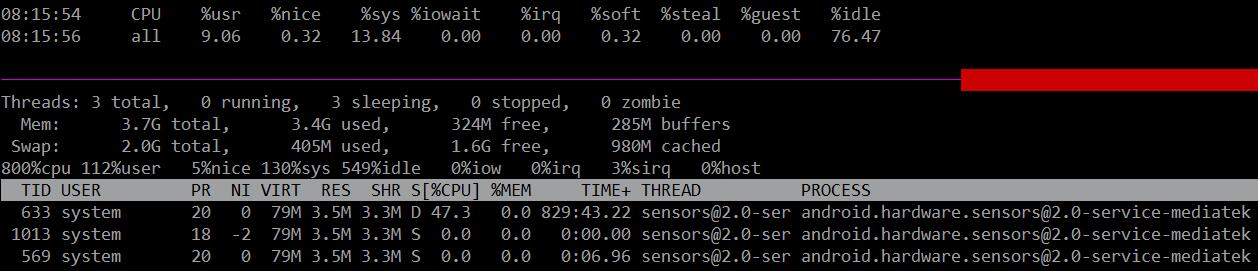 08:15:54 CPU %usr %nice %sys %iowait %irq %soft %steal %guest %idle
08:15:56 all 9.06 0.32 13.84 0.00 0.00 0.32 0.00 0.00 76.47
Threads: 3 total, 0 running, 3 sleeping, 0 stopped, 0 zombie
Mem: 3.7G total, 3.4G used, 324M free, 285M buffers
Swap: 2.0G total, 405M used, 1.6G free, 980M cached
800%cpu 112%user 5%nice 130%sys 549%idle 0%iow 0%irq 3%sirq 0%host
TID USER PR NI VIRT RES SHR S[%CPU] %MEM TIME+ THREAD PROCESS
633 system 20 0 79M 3.5M 3.3M D 47.3 0.0 829:43.22 sensors@2.0-ser android.hardware.sensors@2.0-service-mediatek
1013 system 18 -2 79M 3.5M 3.3M S 0.0 0.0 0:00.00 sensors@2.0-ser android.hardware.sensors@2.0-service-mediatek
569 system 20 0 79M 3.5M 3.3M S 0.0 0.0 0:06.96 sensors@2.0-ser android.hardware.sensors@2.0-service-mediatek